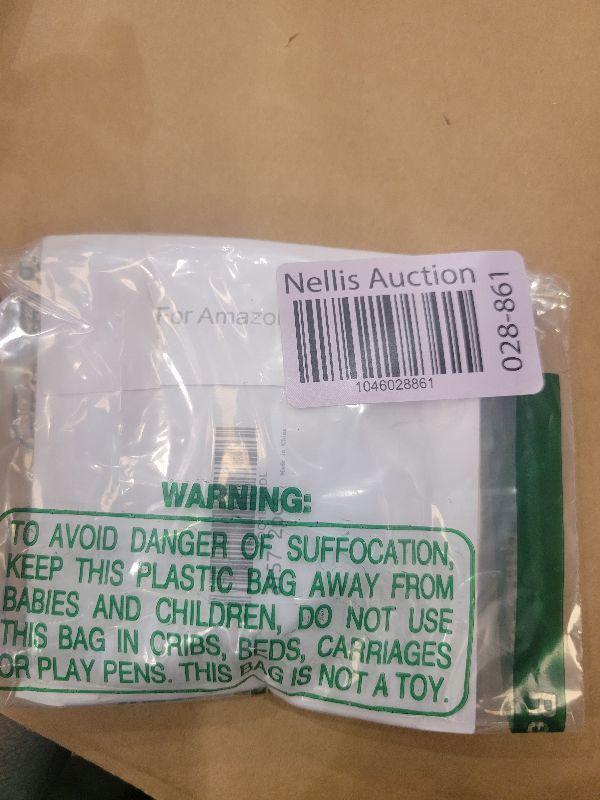 Nellis Auction
1046028861
028-861
For Amazo
Made in China
WARNING:
TO AVOID DANGER OF SUFFOCATION,
KEEP THIS PLASTIC BAG AWAY FROM
BABIES AND CHILDREN, DO NOT USE
THIS BAG IN CRIBS, BEDS, CARRIAGES
OR PLAY PENS. THIS BAG IS NOT A TOY.
Re